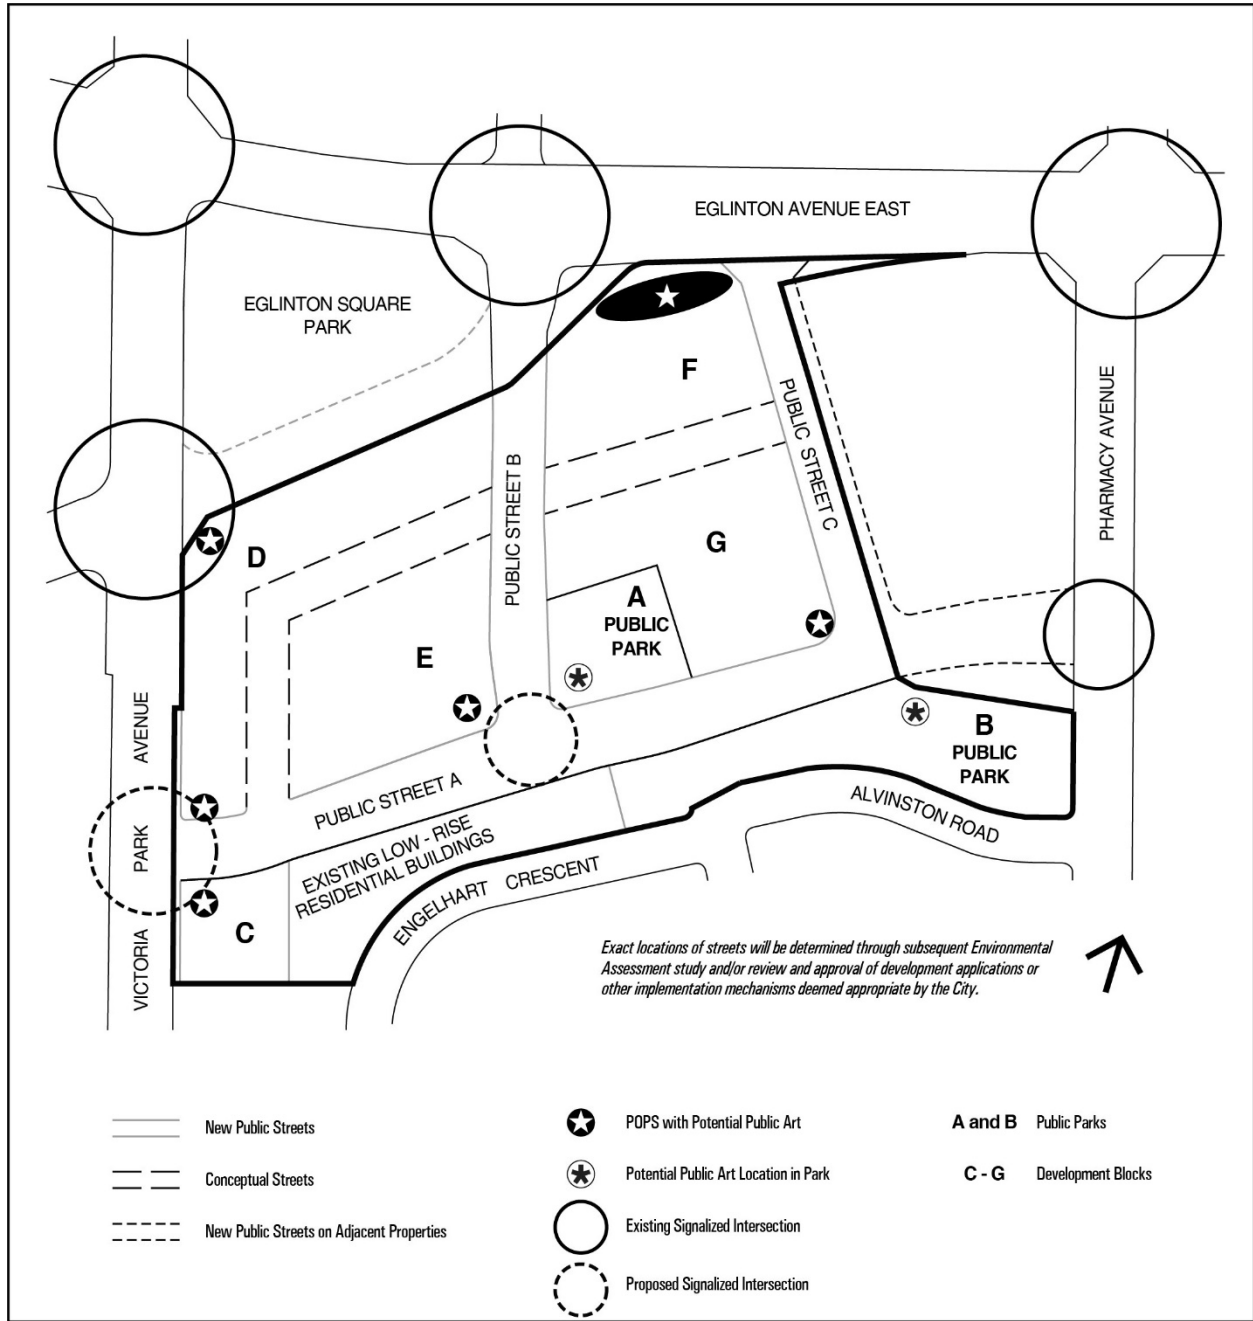 EGLINTON AVENUE EAST
EGLINTON SQUARE
PARK
F
PUBLIC STREET C
PUBLIC STREET B
PHARMACY AVENUE
D
G
A
PUBLIC
PARK
E
B
PUBLIC
PARK
PUBLIC STREET A
ALVINSTON ROAD
EXISTING LOW - RISE
RESIDENTIAL BUILDINGS
ENGELHART CRESCENT
C
VICTORIA PARK AVENUE
Exact locations of streets will be determined through subsequent Environmental
Assessment study and/or review and approval of development applications or
other implementation mechanisms deemed appropriate by the City.
New Public Streets
Conceptual Streets
New Public Streets on Adjacent Properties
POPS with Potential Public Art
Potential Public Art Location in Park
Existing Signalized Intersection
Proposed Signalized Intersection
A and B Public Parks
C - G Development Blocks